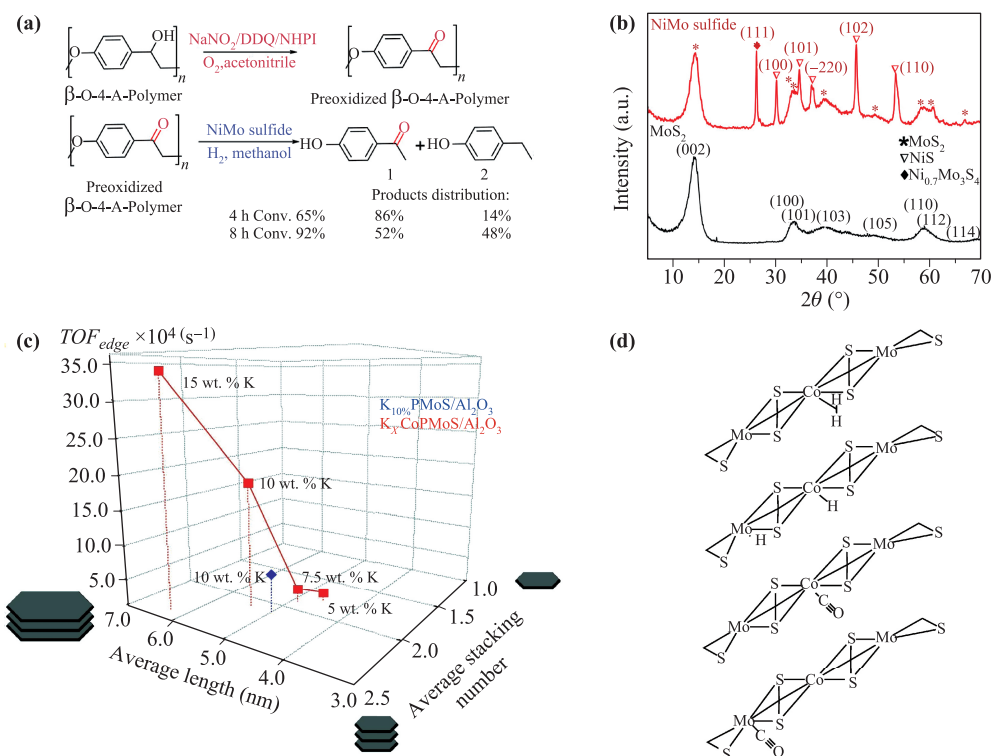 (a)
OH
O
n
β-O-4-A-Polymer
NaNO₂/DDQ/NHPI
O₂,acetonitrile
O
O
n
Preoxidized β-O-4-A-Polymer
O
O
n
Preoxidized
β-O-4-A-Polymer
NiMo sulfide
H₂, methanol
HO
O
1
+
HO
2
Products distribution:
4 h Conv. 65% 86% 14%
8 h Conv. 92% 52% 48%
(b)
Intensity (a.u.)
NiMo sulfide
*
(111)
(100)
(101)
(−220)
(102)
(110)
MoS₂
(002)
* MoS₂
▽ NiS
♦ Ni₀.₇Mo₃S₄
(100)
(101)
(103)
(105)
(110)
(112)
(114)
10 20 30 40 50 60 70
2θ (°)
(c)
TOF_edge ×10⁴ (s⁻¹)
35.0
30.0
20.0
15.0
10.0
5.0
15 wt. % K
K₁₀%PMoS/Al₂O₃
K_XCoPMoS/Al₂O₃
10 wt. % K
10 wt. % K
7.5 wt. % K
5 wt. % K
7.0
6.0
5.0
4.0
3.0
Average length (nm)
2.5
2.0
1.5
1.0
Average stacking
number
(d)
S
S Mo
Co
S H
S H
Mo S
S
S
S Mo
Co
S S
H
Mo S
H
S
S
S Mo
Co
S S
C
O
Mo S
S
S
S Mo
Co
S S
Mo S
C
O
S